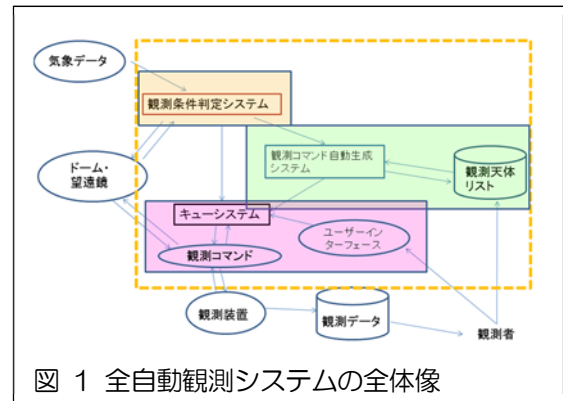 気象データ
観測条件判定システム
ドーム・
望遠鏡
観測コマンド自動生成
システム
観測天体
リスト
キューシステム
ユーザーイン
ターフェース
観測コマンド
観測装置
観測データ
観測者
図 1 全自動観測システムの全体像